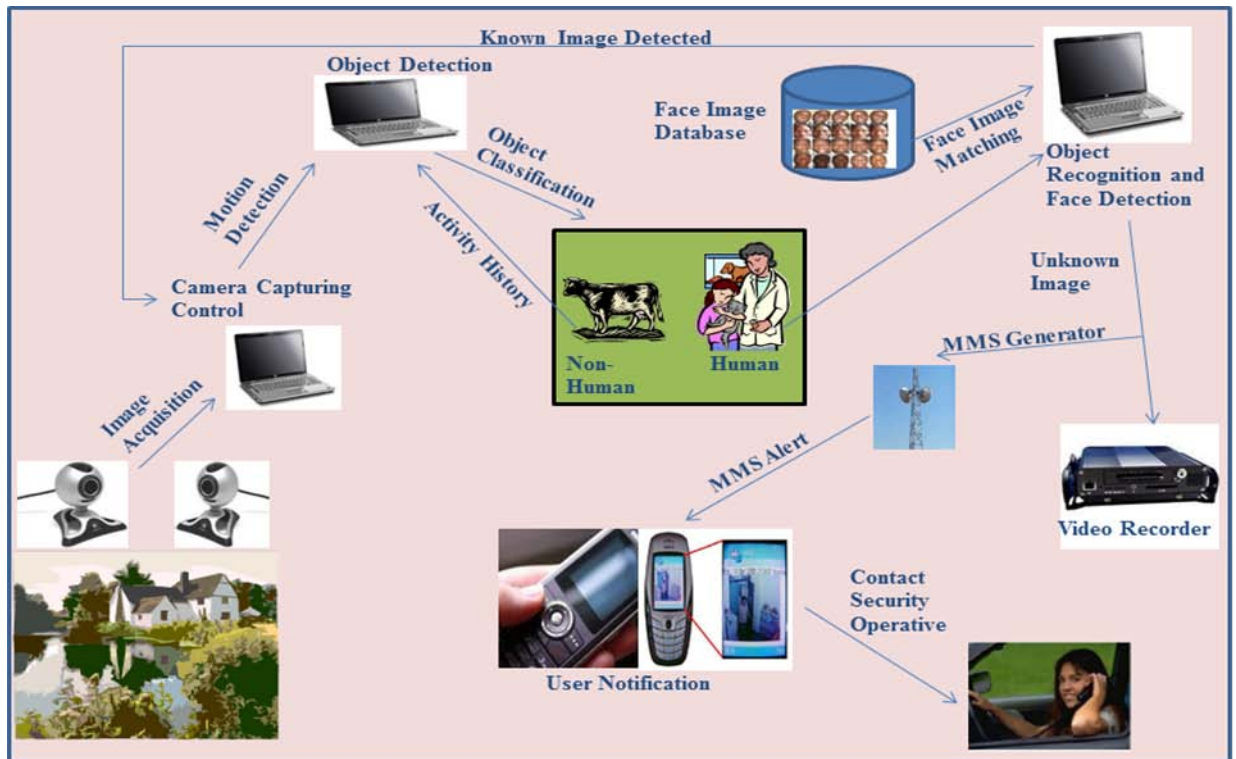 Known Image Detected
Object Detection
Face Image
Database
Face Image
Matching
Object
Classification
Object
Recognition and
Face Detection
Motion
Detection
Activity History
Unknown
Image
Camera Capturing
Control
MMS Generator
Non-
Human
Human
Image
Acquisition
MMS Alert
Video Recorder
Contact
Security
Operative
User Notification